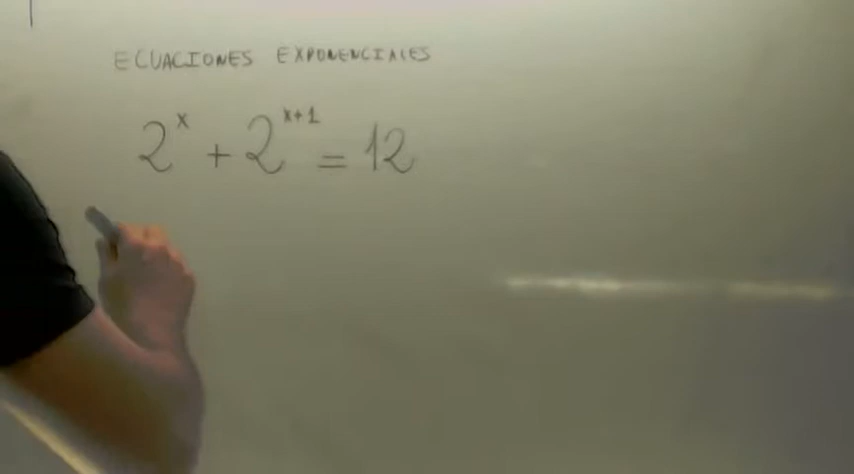 ECUACIONES EXPONENCIALES
2^x + 2^{x+1} = 12